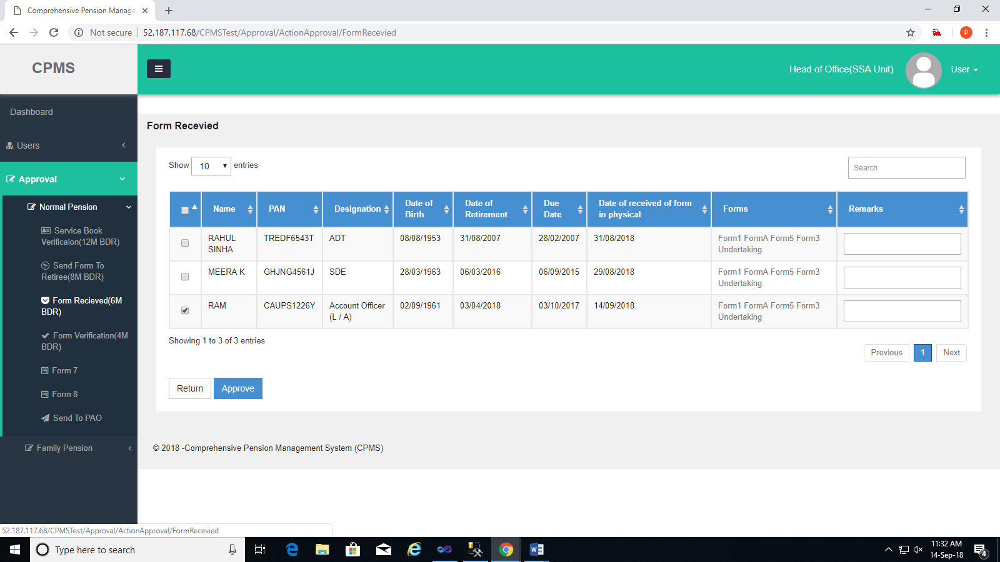 Comprehensive Pension Manage
Not secure
52.187.117.68/CPMSTest/Approval/ActionApproval/FormRecevied
P
CPMS
Head of Office(SSA Unit)
User
Dashboard
Users
Approval
Normal Pension
Service Book
Verificaion(12M BDR)
Send Form To
Retiree(8M BDR)
Form Recieved(6M
BDR)
Form Verification(4M
BDR)
Form 7
Form 8
Send To PAO
Family Pension
Form Recevied
Show 10 entries
Search
Name
PAN
Designation
Date of
Birth
Date of
Retirement
Due
Date
Date of received of form
in physical
Forms
Remarks
RAHUL
SINHA
TREDF6543T
ADT
08/08/1953
31/08/2007
28/02/2007
31/08/2018
Form1 FormA Form5 Form3
Undertaking
MEERA K
GHJNG4561J
SDE
28/03/1963
06/03/2016
06/09/2015
29/08/2018
Form1 FormA Form5 Form3
Undertaking
RAM
CAUPS1226Y
Account Officer
(L / A)
02/09/1961
03/04/2018
03/10/2017
14/09/2018
Form1 FormA Form5 Form3
Undertaking
Showing 1 to 3 of 3 entries
Previous
1
Next
Return
Approve
© 2018 -Comprehensive Pension Management System (CPMS)
52.187.117.68/CPMSTest/Approval/ActionApproval/FormRecevied
Type here to search
11:32 AM
14-Sep-18
4